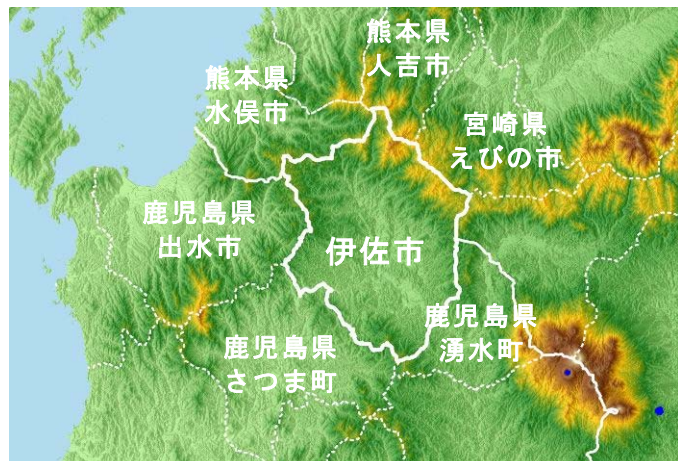 熊本県
人吉市
熊本県
水俣市
宮崎県
えびの市
鹿児島県
出水市
伊佐市
鹿児島県
湧水町
鹿児島県
さつま町